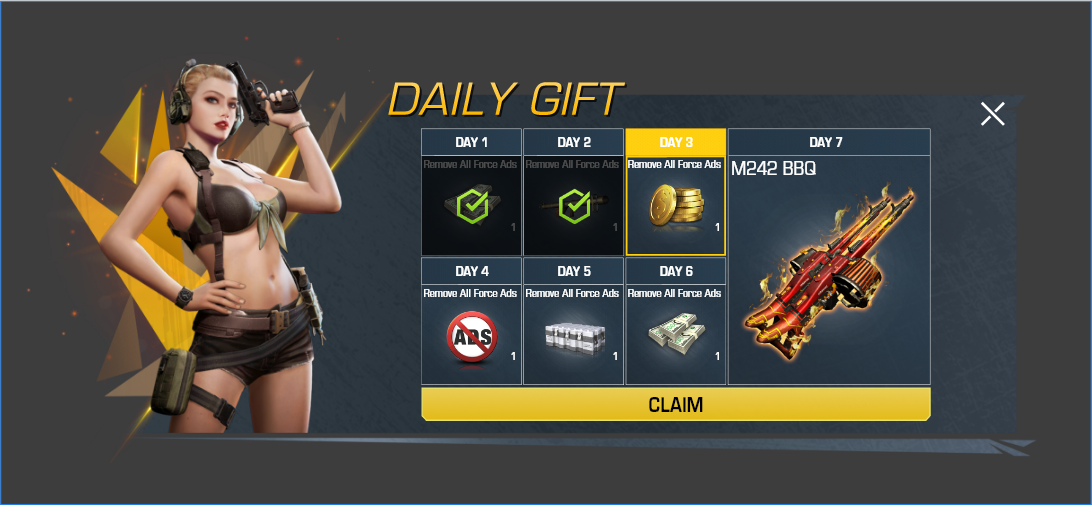 DAILY GIFT
DAY 1
DAY 2
DAY 3
DAY 7
Remove All Force Ads
Remove All Force Ads
Remove All Force Ads
M242 BBQ
1
1
1
DAY 4
DAY 5
DAY 6
Remove All Force Ads
Remove All Force Ads
Remove All Force Ads
ADS
1
1
1
CLAIM